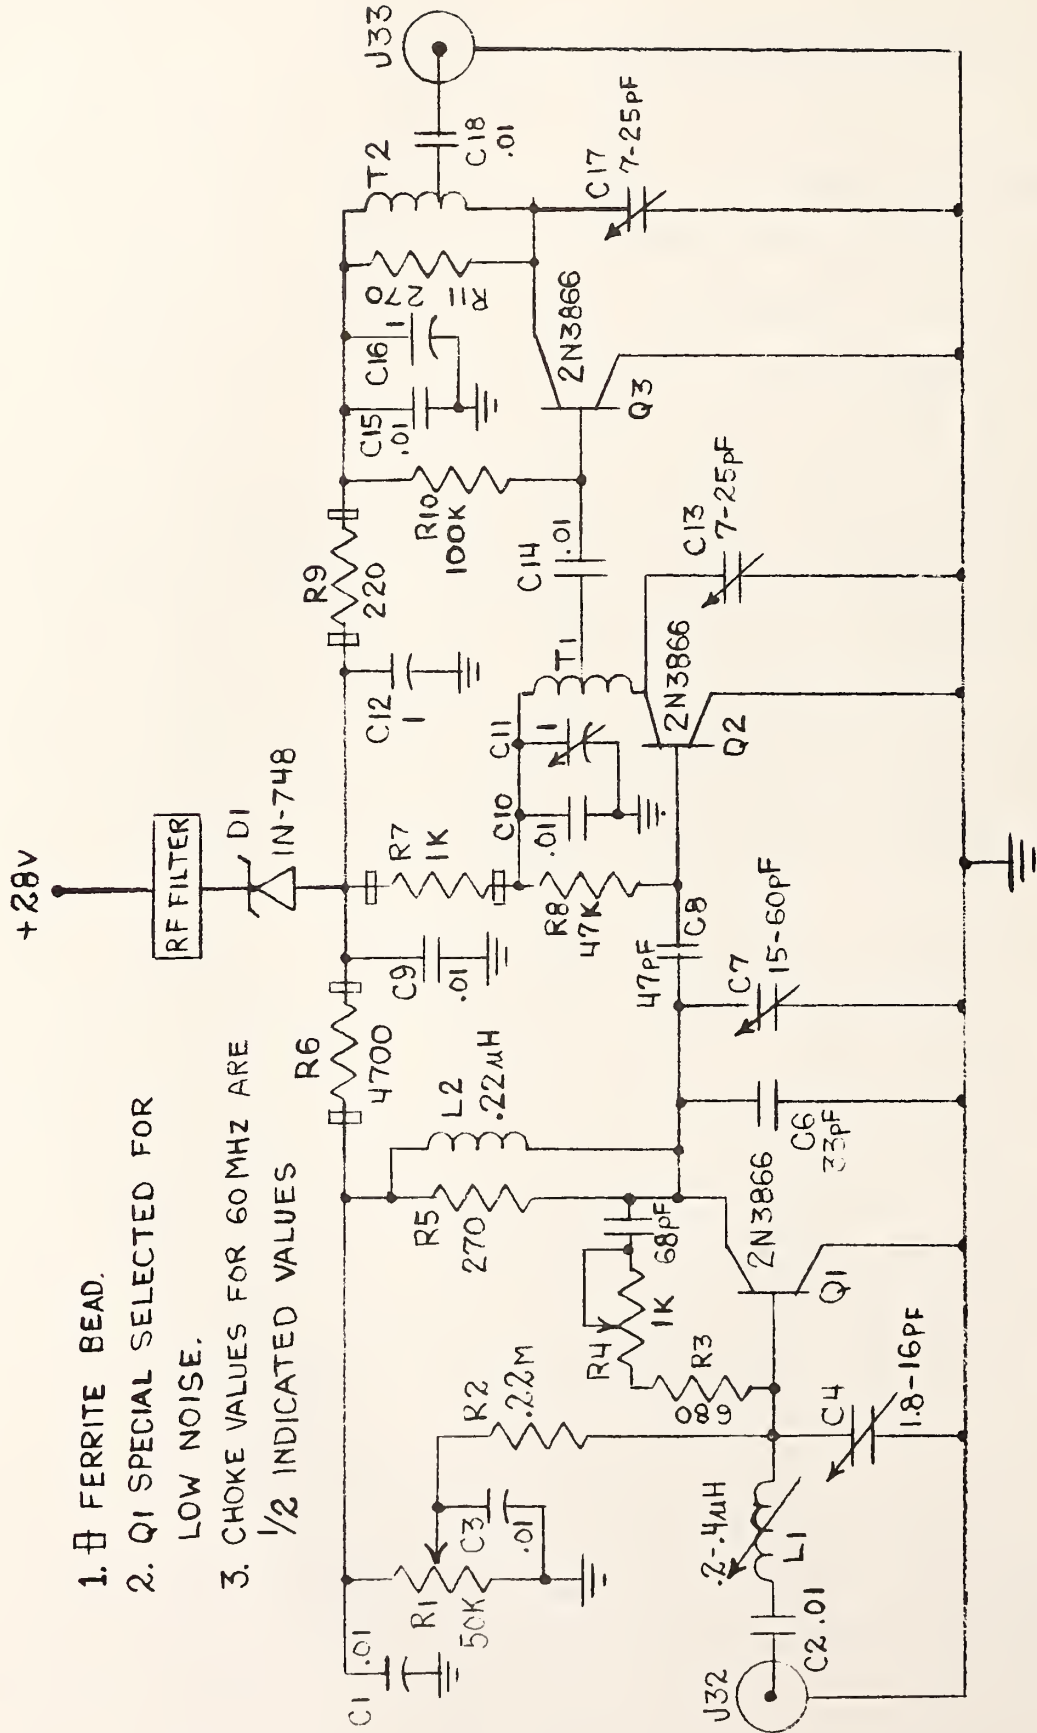 1. FERRITE BEAD.
2. Q1 SPECIAL SELECTED FOR
LOW NOISE.
3. CHOKE VALUES FOR 60 MHZ ARE
1/2 INDICATED VALUES
+28V
RF FILTER
D1
IN-748
C1 .01
R1
50K
C3
.01
R2
.22M
R6
4700
C9
.01
R7
1K
C12
1
R9
220
R5
270
L2
.22µH
R4
1K
68pF
R3
680
R8
47K
C10
.01
C11
1
T1
C14
.01
R10
100K
C15
.01
C16
1
R11
270
T2
C18
.01
J33
J32
C2 .01
.2-.4µH
L1
C4
1.8-16PF
2N3866
Q1
C6
33pF
C7
15-60pF
47pF
C8
2N3866
Q2
C13
7-25pF
2N3866
Q3
C17
7-25pF